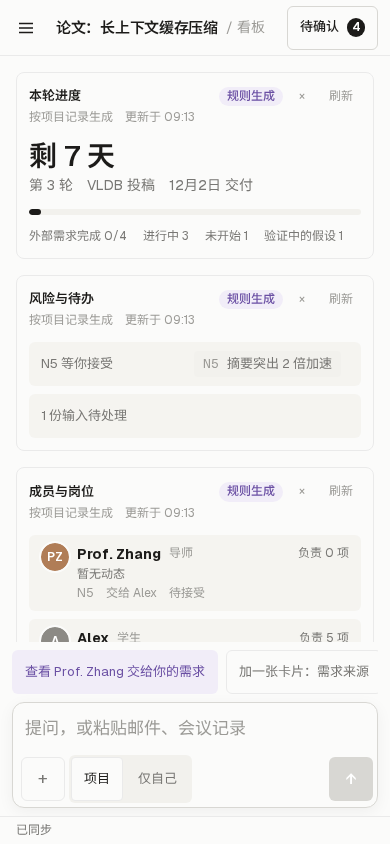 论文：长上下文缓存压缩 / 看板 待确认 4
本轮进度 规则生成 × 刷新
按项目记录生成 更新于 09:13
剩 7 天
第 3 轮 VLDB 投稿 12月2日 交付
外部需求完成 0/4 进行中 3 未开始 1 验证中的假设 1
风险与待办 规则生成 × 刷新
按项目记录生成 更新于 09:13
N5 等你接受 N5 摘要突出 2 倍加速
1 份输入待处理
成员与岗位 规则生成 × 刷新
按项目记录生成 更新于 09:13
PZ Prof. Zhang 导师 负责 0 项
暂无动态
N5 交给 Alex 待接受
A Alex 学生 负责 5 项
查看 Prof. Zhang 交给你的需求 加一张卡片：需求来源
提问，或粘贴邮件、会议记录
+ 项目 仅自己
已同步